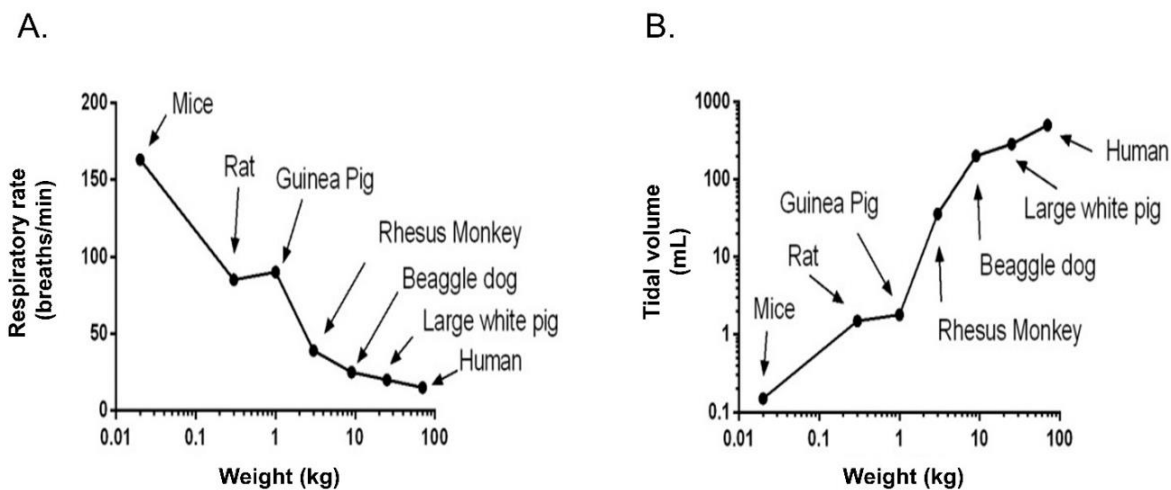 A.
Respiratory rate
(breaths/min)
200
150
100
50
0
Mice
Rat
Guinea Pig
Rhesus Monkey
Beaggle dog
Large white pig
Human
0.01
0.1
1
10
100
Weight (kg)
B.
Tidal volume
(mL)
1000
100
10
1
0.1
Human
Large white pig
Guinea Pig
Beaggle dog
Rat
Mice
Rhesus Monkey
0.01
0.1
1
10
100
Weight (kg)